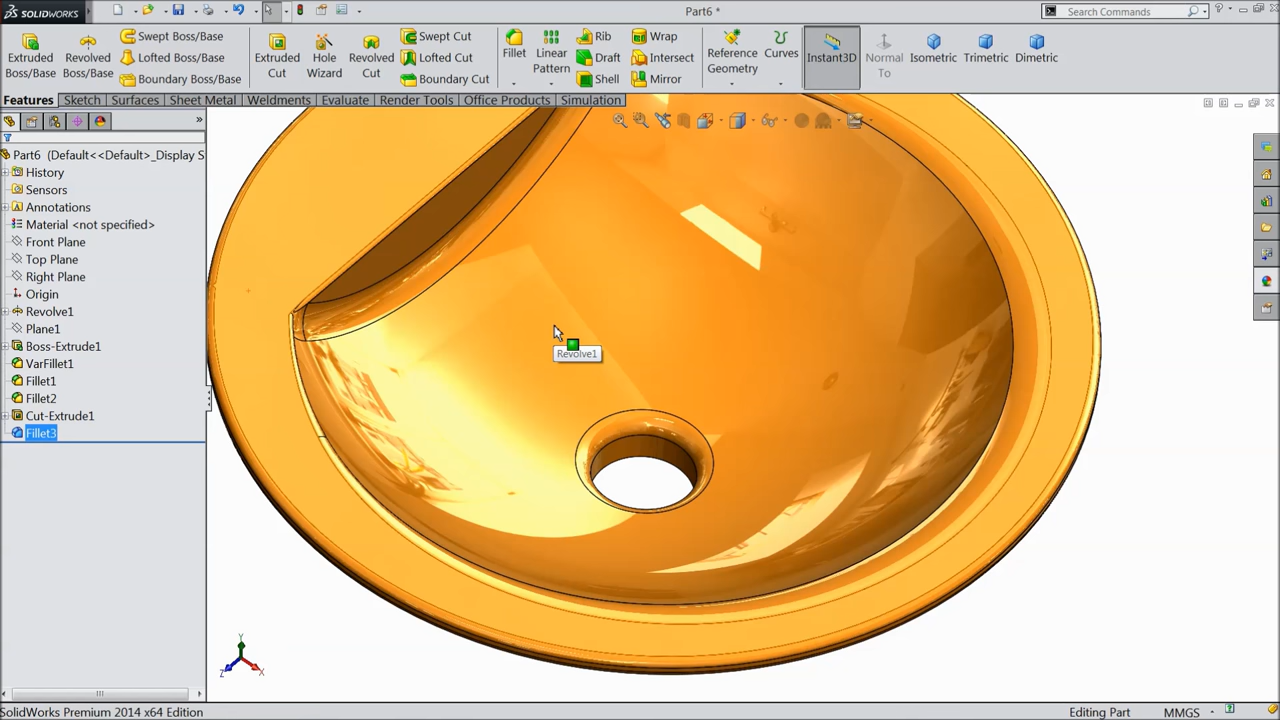 SOLIDWORKS
Part6 *
Search Commands
Extruded Boss/Base
Revolved Boss/Base
Swept Boss/Base
Lofted Boss/Base
Boundary Boss/Base
Extruded Cut
Hole Wizard
Revolved Cut
Swept Cut
Lofted Cut
Boundary Cut
Fillet
Linear Pattern
Rib
Draft
Shell
Wrap
Intersect
Mirror
Reference Geometry
Curves
Instant3D
Normal To
Isometric
Trimetric
Dimetric
Features
Sketch
Surfaces
Sheet Metal
Weldments
Evaluate
Render Tools
Office Products
Simulation
Part6 (Default<<Default>_Display S
History
Sensors
Annotations
Material <not specified>
Front Plane
Top Plane
Right Plane
Origin
Revolve1
Plane1
Boss-Extrude1
VarFillet1
Fillet1
Fillet2
Cut-Extrude1
Fillet3
Revolve1
Y
Z
X
SolidWorks Premium 2014 x64 Edition
Editing Part
MMGS